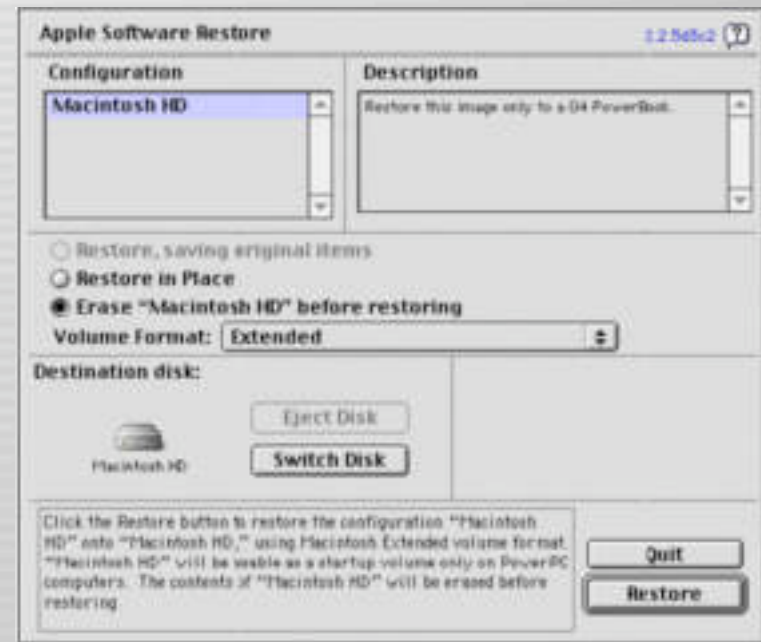 Apple Software Restore
1.2.5d5c2 ?
Configuration
Description
Macintosh HD
Restore this image only to a G4 PowerBook.
Restore, saving original items
Restore in Place
Erase “Macintosh HD” before restoring
Volume Format: Extended
Destination disk:
Macintosh HD
Eject Disk
Switch Disk
Click the Restore button to restore the configuration “Macintosh
HD” onto “Macintosh HD,” using Macintosh Extended volume format.
“Macintosh HD” will be usable as a startup volume only on PowerPC
computers. The contents of “Macintosh HD” will be erased before
restoring.
Quit
Restore